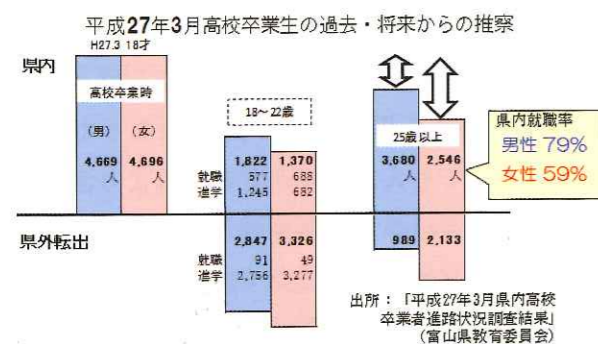 平成27年3月高校卒業生の過去・将来からの推察
H27.3 18才
県内
高校卒業時
（男） （女）
4,669 4,696
人 人
18～22歳
1,822 1,370
就職 577 688
進学 1,245 682
25歳以上
3,680 2,546
人 人
県内就職率
男性 79%
女性 59%
県外転出
2,847 3,326
就職 91 49
進学 2,756 3,277
989 2,133
出所：「平成27年3月県内高校
卒業者進路状況調査結果」
（富山県教育委員会）